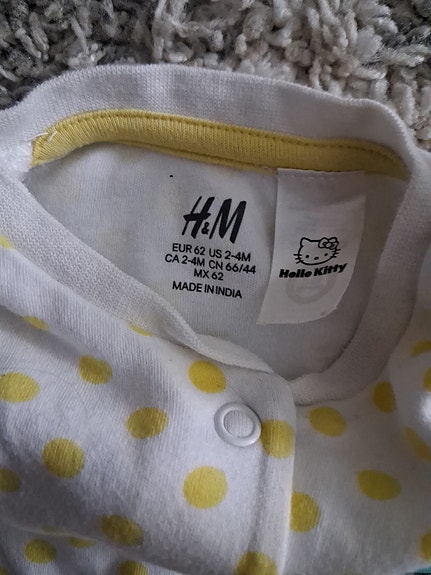 H&M
EUR 62 US 2-4M
CA 2-4M CN 66/44
MX 62
MADE IN INDIA
Hello Kitty